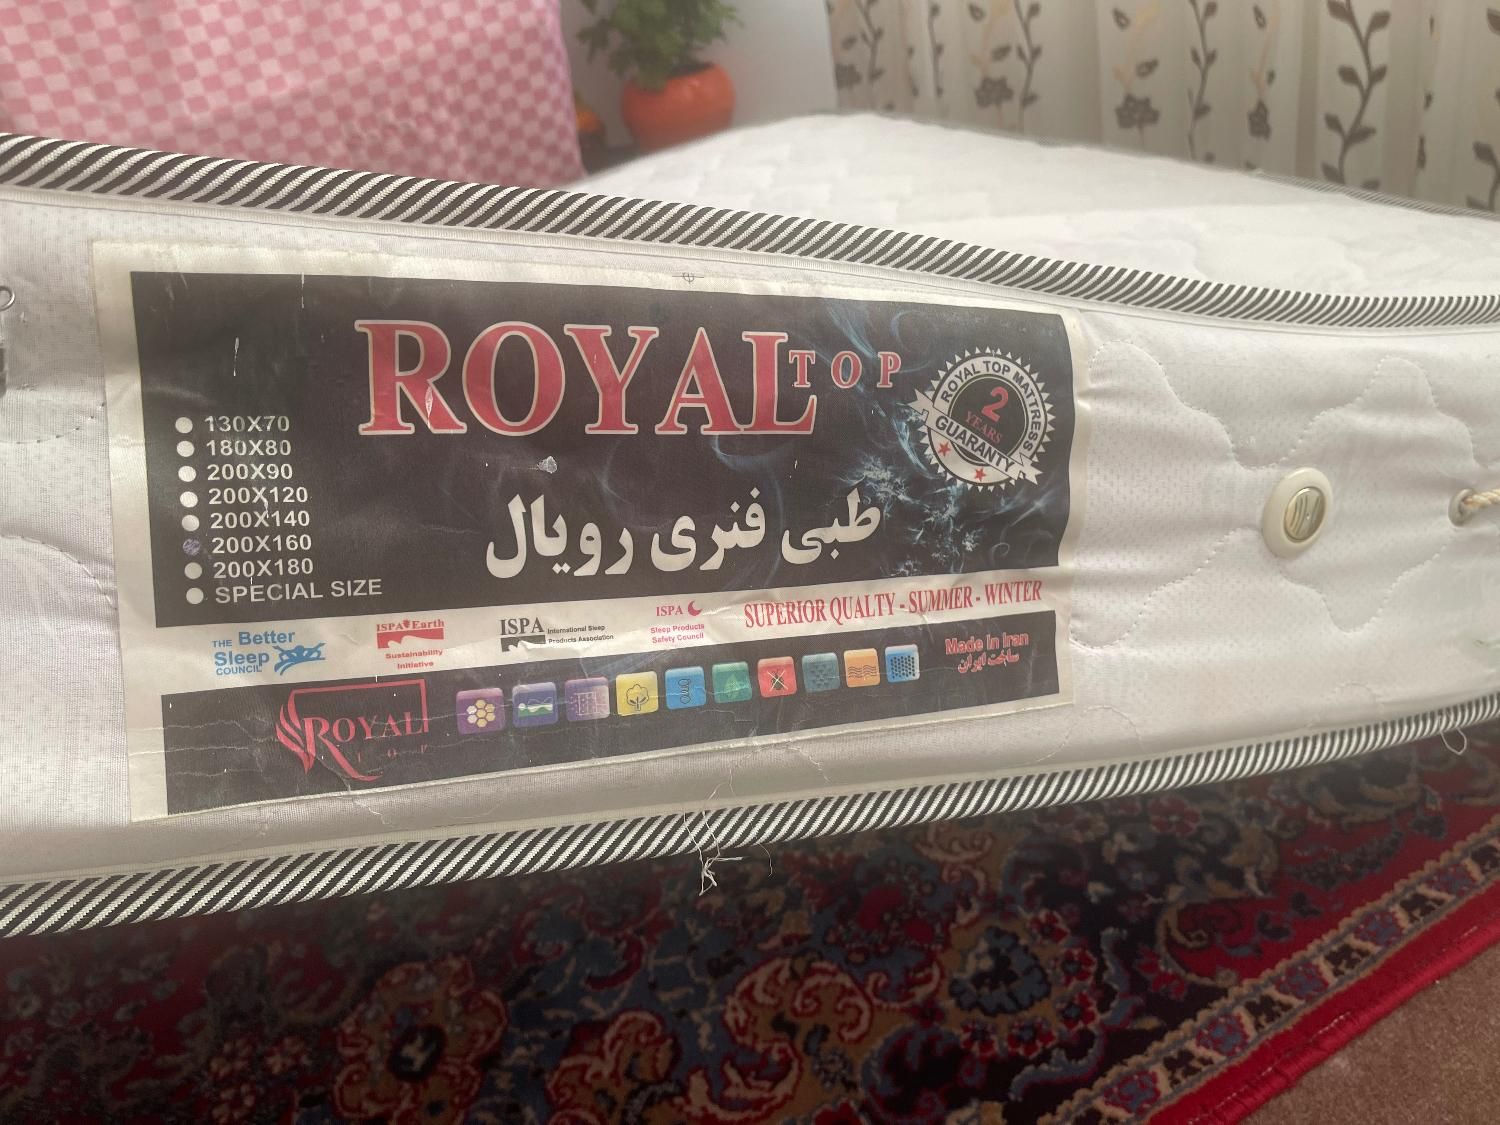 ROYAL TOP
ROYAL TOP MATTRESS
2
YEARS
GUARANTY
130X70
180X80
200X90
200X120
200X140
200X160
200X180
SPECIAL SIZE
طبی فنری رویال
THE Better
Sleep
COUNCIL
ISPA Earth
Sustainability
Initiative
ISPA International Sleep
Products Association
ISPA
Sleep Products
Safety Council
SUPERIOR QUALTY - SUMMER - WINTER
ROYAL
TOP
Made In Iran
ساخت ایران